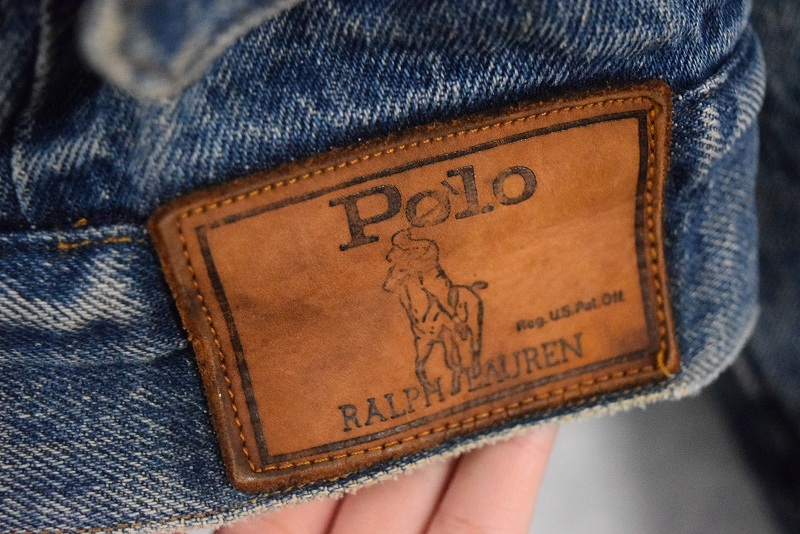 Polo
Reg. U.S. Pat. Off.
RALPH LAUREN